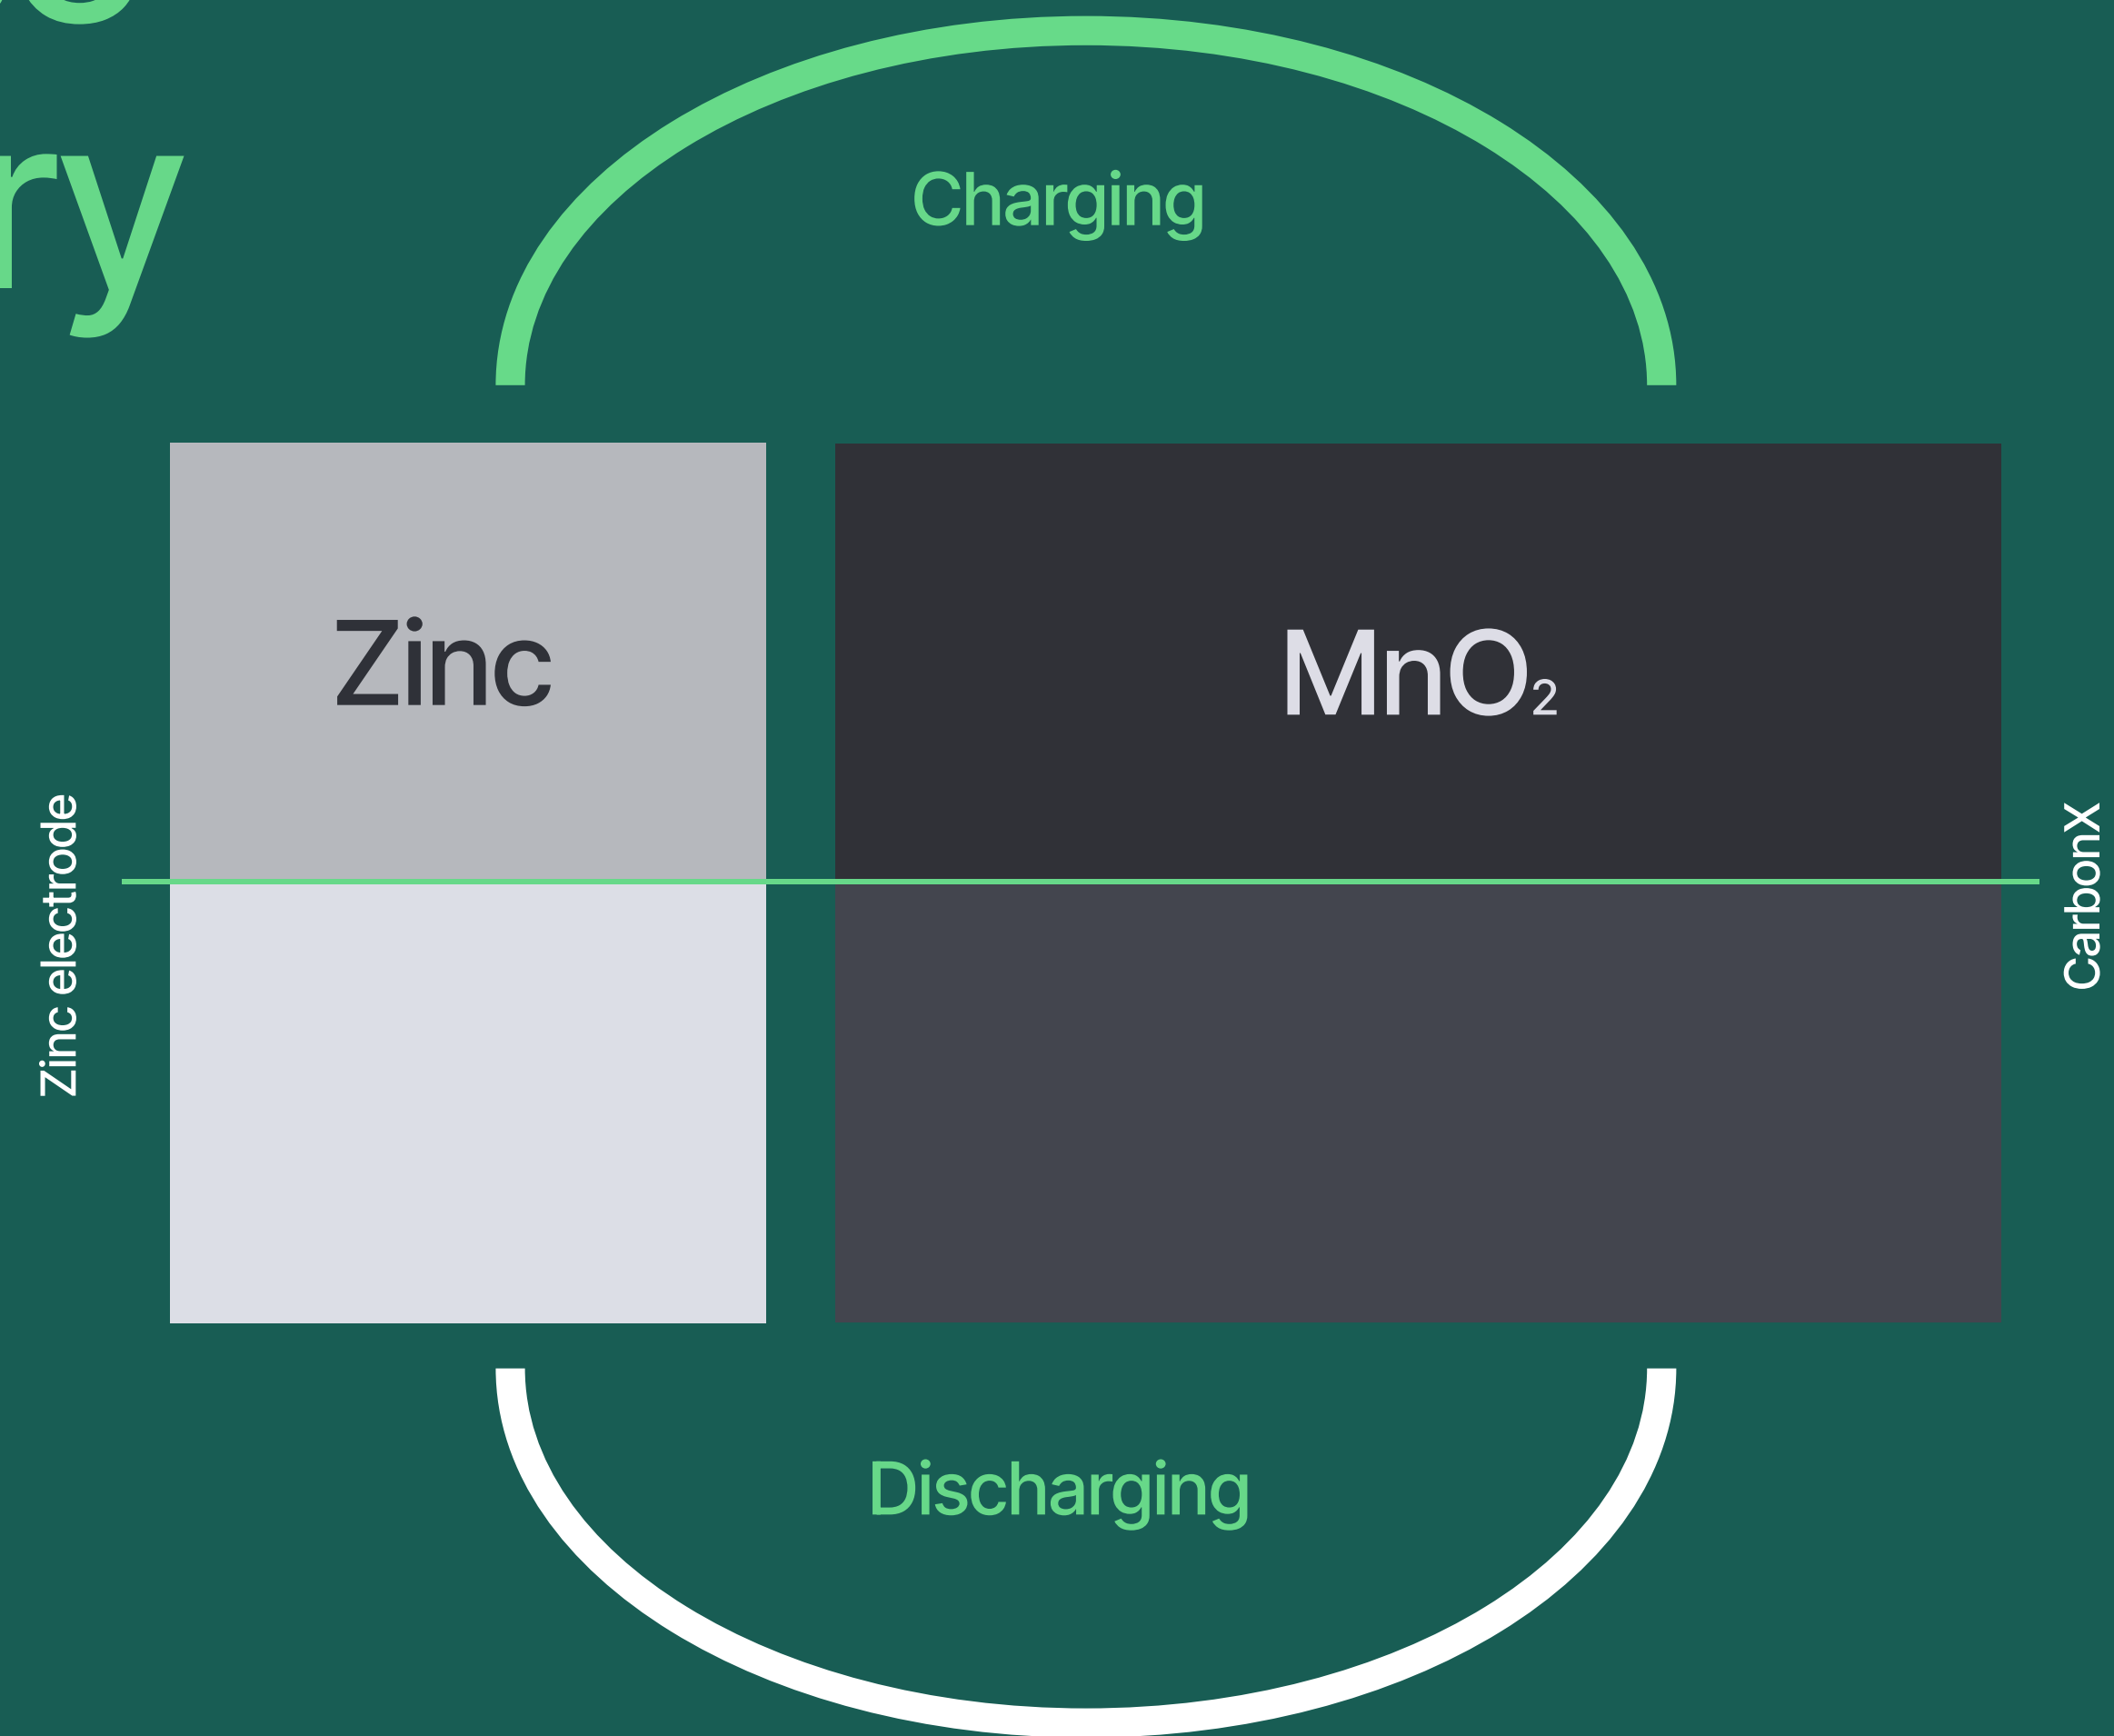 ry
Charging
Zinc
MnO₂
Zinc electrode
CarbonX
Discharging